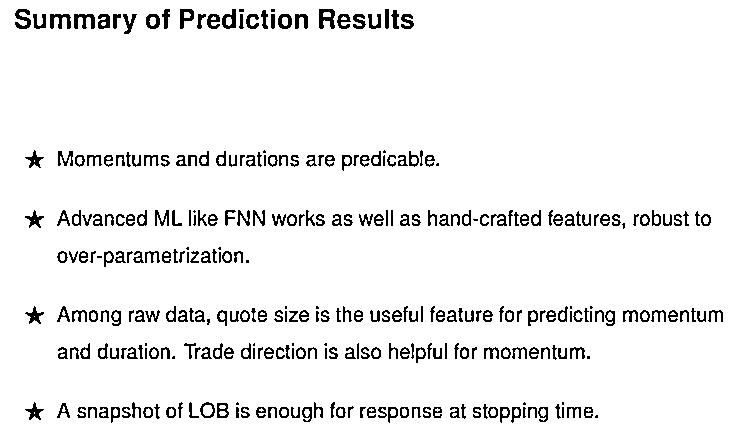 Summary of Prediction Results
★ Momentums and durations are predicable.
★ Advanced ML like FNN works as well as hand-crafted features, robust to
over-parametrization.
★ Among raw data, quote size is the useful feature for predicting momentum
and duration. Trade direction is also helpful for momentum.
★ A snapshot of LOB is enough for response at stopping time.